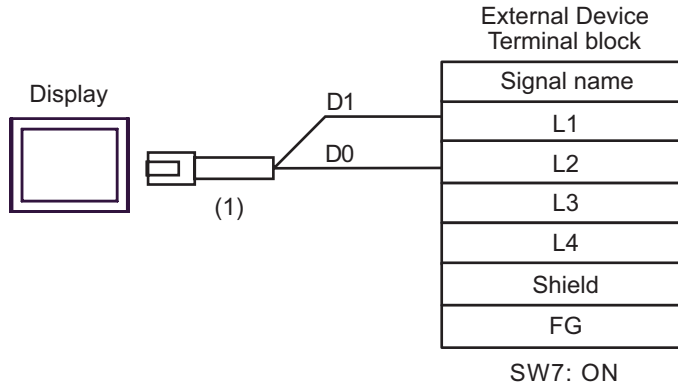 External Device
Terminal block
Signal name
Display
D1
L1
D0
L2
(1)
L3
L4
Shield
FG
SW7: ON